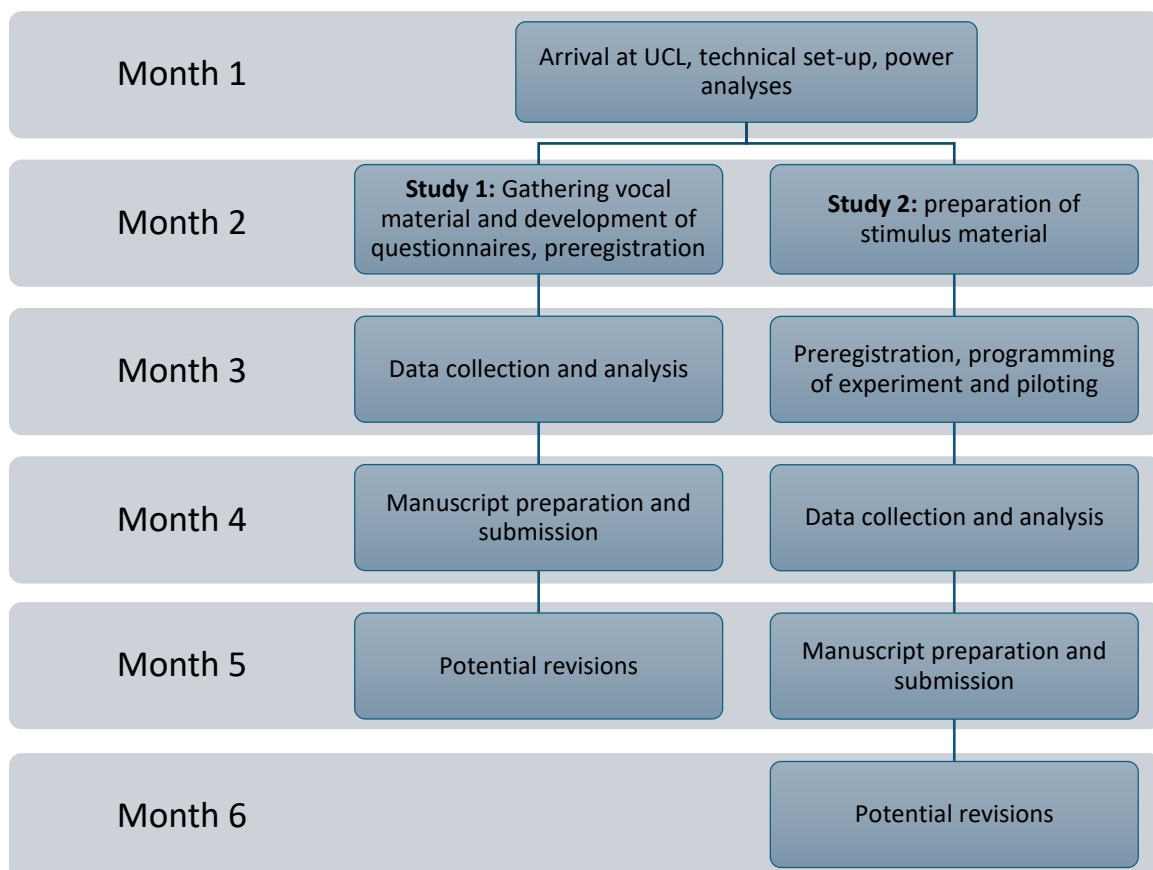 Month 1
Arrival at UCL, technical set-up, power
analyses
Month 2
Study 1: Gathering vocal
material and development of
questionnaires, preregistration
Study 2: preparation of
stimulus material
Month 3
Data collection and analysis
Preregistration, programming
of experiment and piloting
Month 4
Manuscript preparation and
submission
Data collection and analysis
Month 5
Potential revisions
Manuscript preparation and
submission
Month 6
Potential revisions